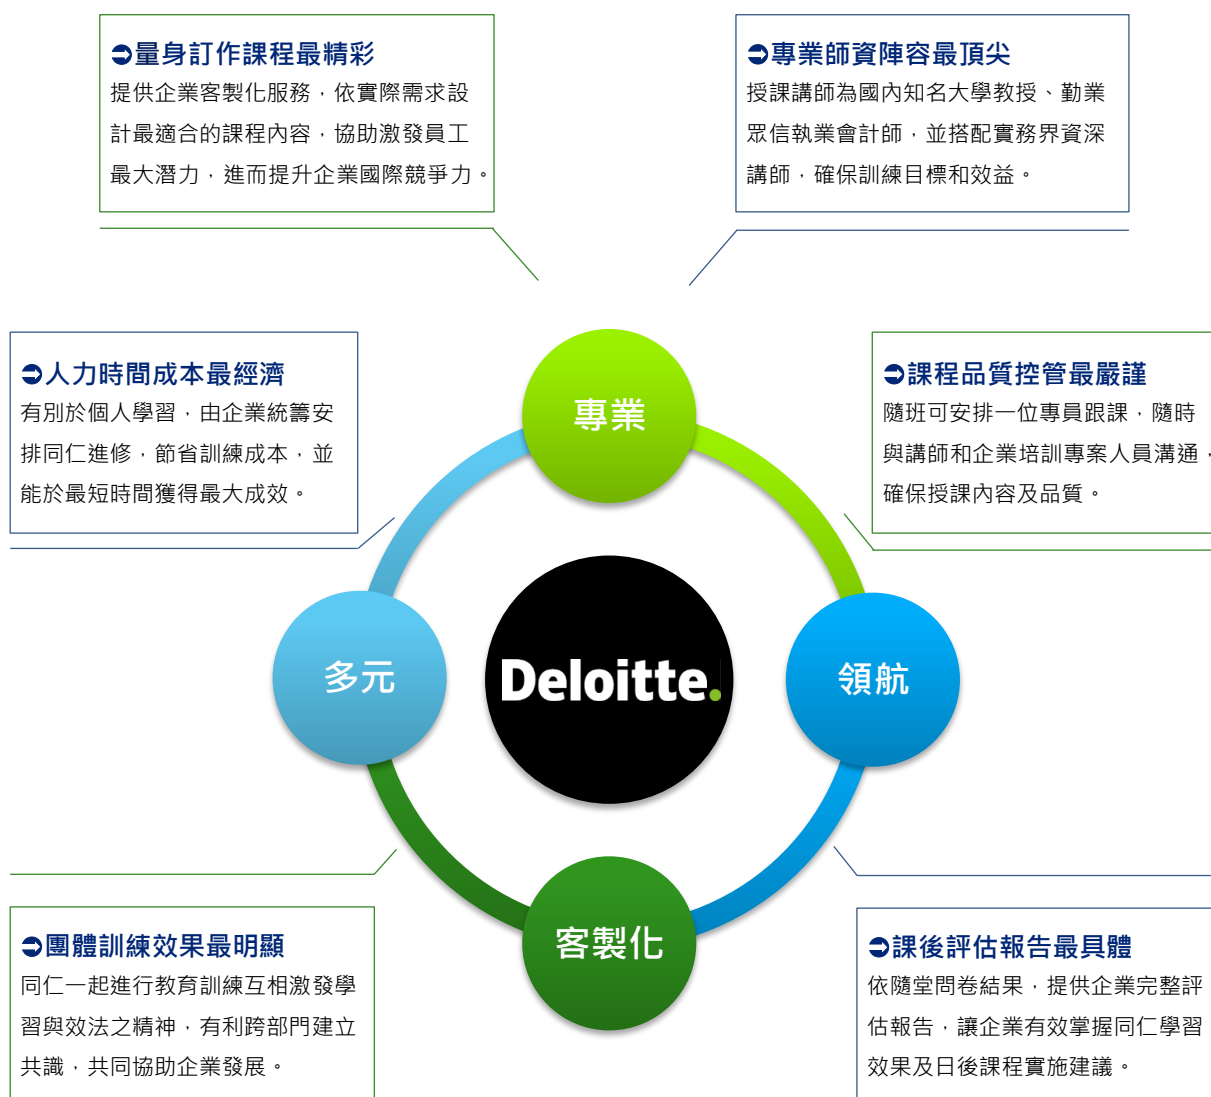 ➲量身訂作課程最精彩
提供企業客製化服務，依實際需求設
計最適合的課程內容，協助激發員工
最大潛力，進而提升企業國際競爭力。
➲專業師資陣容最頂尖
授課講師為國內知名大學教授、勤業
眾信執業會計師，並搭配實務界資深
講師，確保訓練目標和效益。
➲人力時間成本最經濟
有別於個人學習，由企業統籌安
排同仁進修，節省訓練成本，並
能於最短時間獲得最大成效。
➲課程品質控管最嚴謹
隨班可安排一位專員跟課，隨時
與講師和企業培訓專案人員溝通，
確保授課內容及品質。
專業
多元
Deloitte.
領航
客製化
➲團體訓練效果最明顯
同仁一起進行教育訓練互相激發學
習與效法之精神，有利跨部門建立
共識，共同協助企業發展。
➲課後評估報告最具體
依隨堂問卷結果，提供企業完整評
估報告，讓企業有效掌握同仁學習
效果及日後課程實施建議。